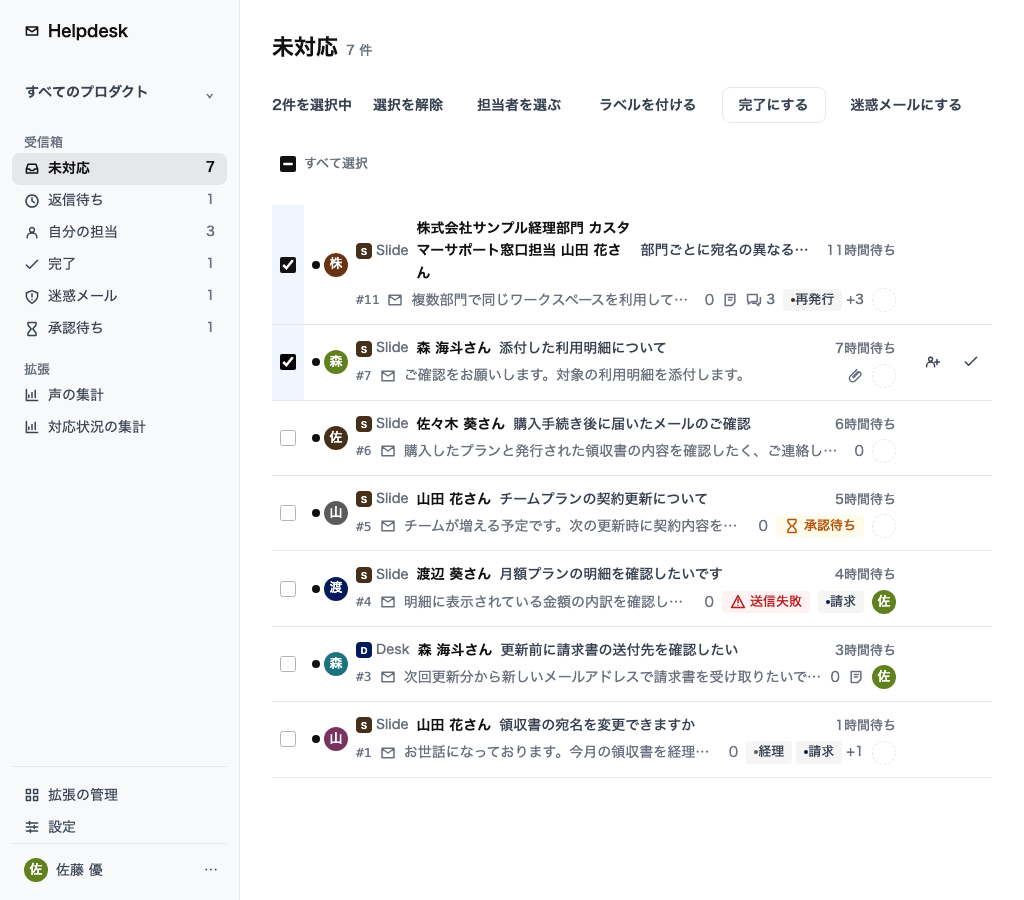 Helpdesk
すべてのプロダクト
受信箱
未対応 7
返信待ち 1
自分の担当 3
完了 1
迷惑メール 1
承認待ち 1
拡張
声の集計
対応状況の集計
拡張の管理
設定
佐 佐藤 優 ···
未対応 7 件
2件を選択中 選択を解除 担当者を選ぶ ラベルを付ける 完了にする 迷惑メールにする
すべて選択
株 S Slide 株式会社サンプル経理部門 カスタ
マーサポート窓口担当 山田 花さ
ん
部門ごとに宛名の異なる… 11時間待ち
#11 複数部門で同じワークスペースを利用して… 0 3 •再発行 +3
森 S Slide 森 海斗さん 添付した利用明細について 7時間待ち
#7 ご確認をお願いします。対象の利用明細を添付します。
佐 S Slide 佐々木 葵さん 購入手続き後に届いたメールのご確認 6時間待ち
#6 購入したプランと発行された領収書の内容を確認したく、ご連絡し… 0
山 S Slide 山田 花さん チームプランの契約更新について 5時間待ち
#5 チームが増える予定です。次の更新時に契約内容を… 0 承認待ち
渡 S Slide 渡辺 葵さん 月額プランの明細を確認したいです 4時間待ち
#4 明細に表示されている金額の内訳を確認し… 0 送信失敗 •請求 佐
森 D Desk 森 海斗さん 更新前に請求書の送付先を確認したい 3時間待ち
#3 次回更新分から新しいメールアドレスで請求書を受け取りたいで… 0 佐
山 S Slide 山田 花さん 領収書の宛名を変更できますか 1時間待ち
#1 お世話になっております。今月の領収書を経理… 0 •経理 •請求 +1